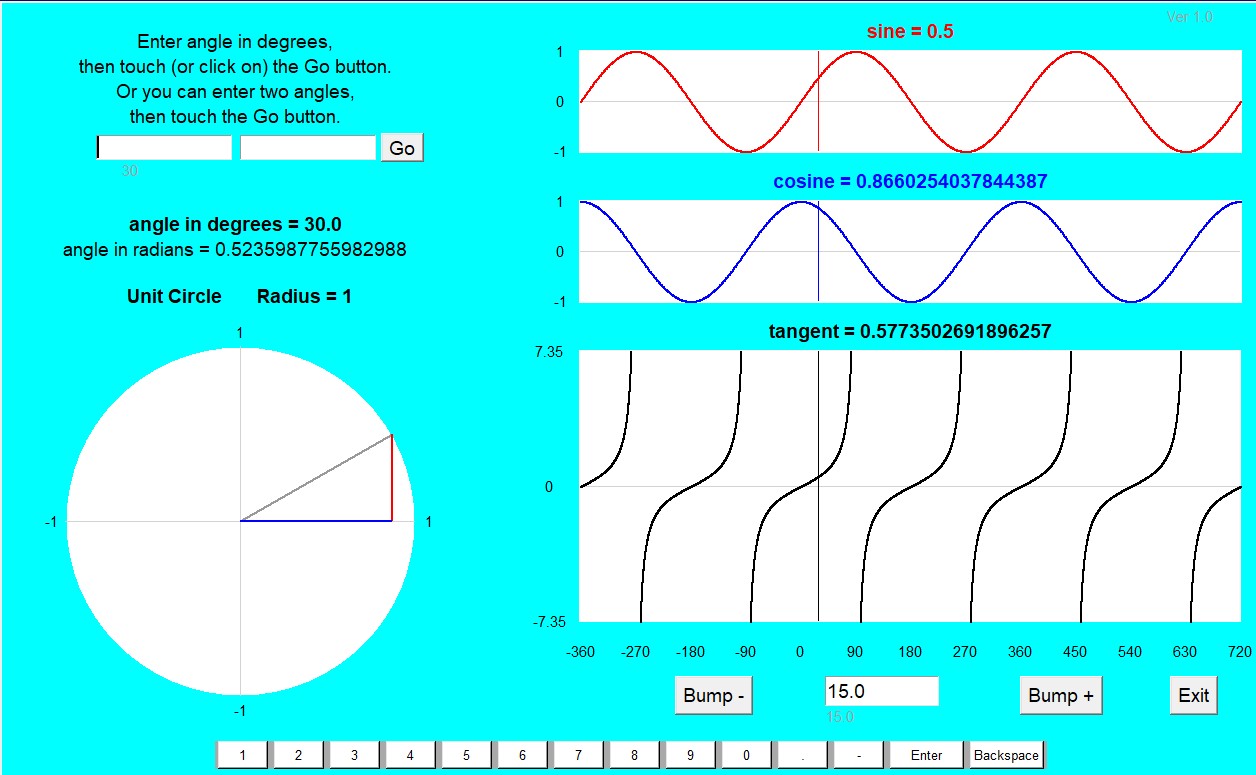 Ver 1.0
Enter angle in degrees,
then touch (or click on) the Go button.
Or you can enter two angles,
then touch the Go button.
Go
30
angle in degrees = 30.0
angle in radians = 0.5235987755982988
Unit Circle Radius = 1
1
-1
1
-1
sine = 0.5
1
0
-1
cosine = 0.8660254037844387
1
0
-1
tangent = 0.5773502691896257
7.35
0
-7.35
-360 -270 -180 -90 0 90 180 270 360 450 540 630 720
Bump - 15.0 Bump + Exit
15.0
1 2 3 4 5 6 7 8 9 0 . - Enter Backspace